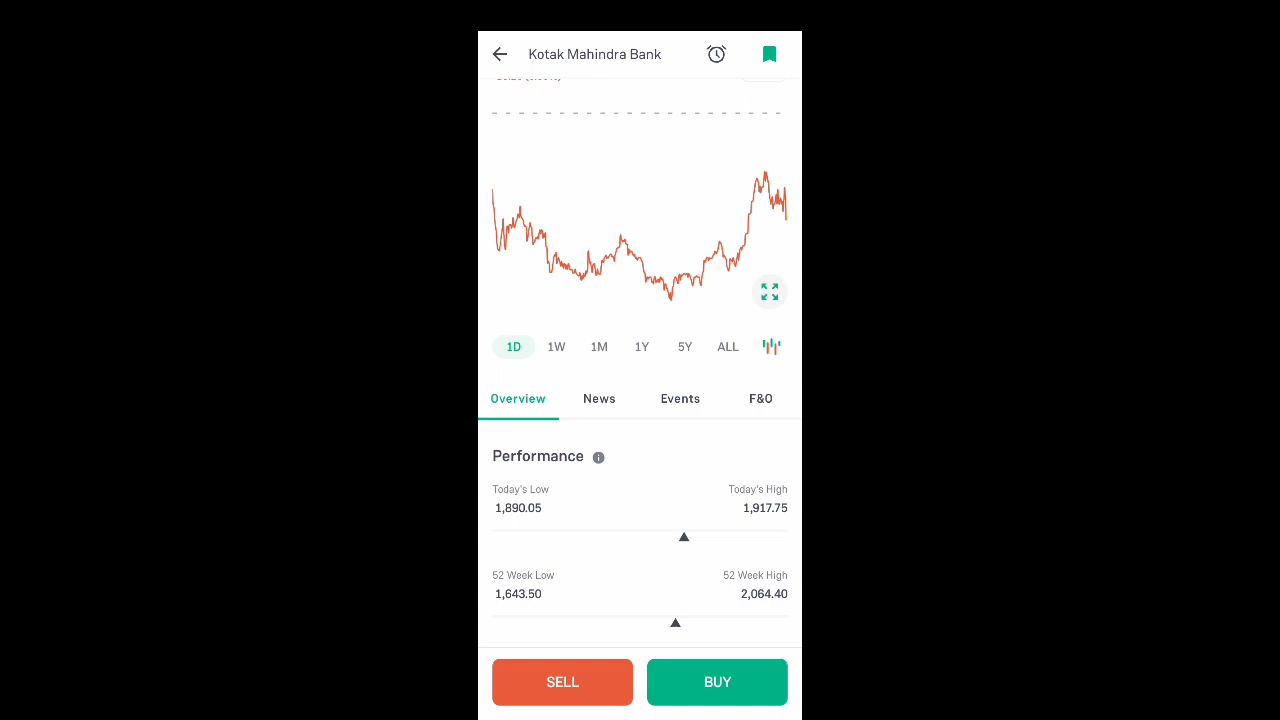 Kotak Mahindra Bank
1D 1W 1M 1Y 5Y ALL
Overview News Events F&O
Performance
Today's Low Today's High
1,890.05 1,917.75
52 Week Low 52 Week High
1,643.50 2,064.40
SELL BUY